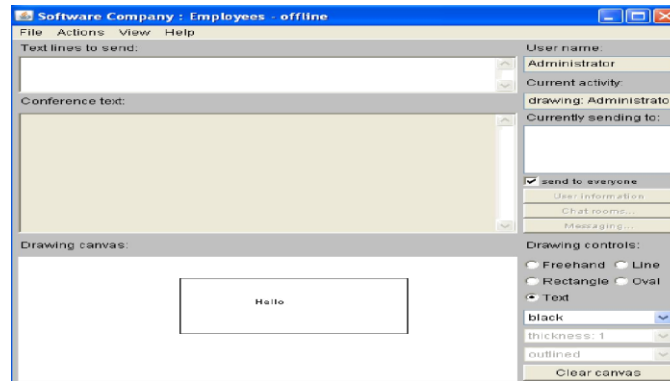 Software Company : Employees - offline
File Actions View Help
Text lines to send:
User name:
Administrator
Current activity:
drawing: Administrato
Conference text:
Currently sending to:
send to everyone
User information
Chat rooms...
Messaging...
Drawing canvas:
Drawing controls:
Freehand Line
Rectangle Oval
Text
Hello
black
thickness: 1
outlined
Clear canvas